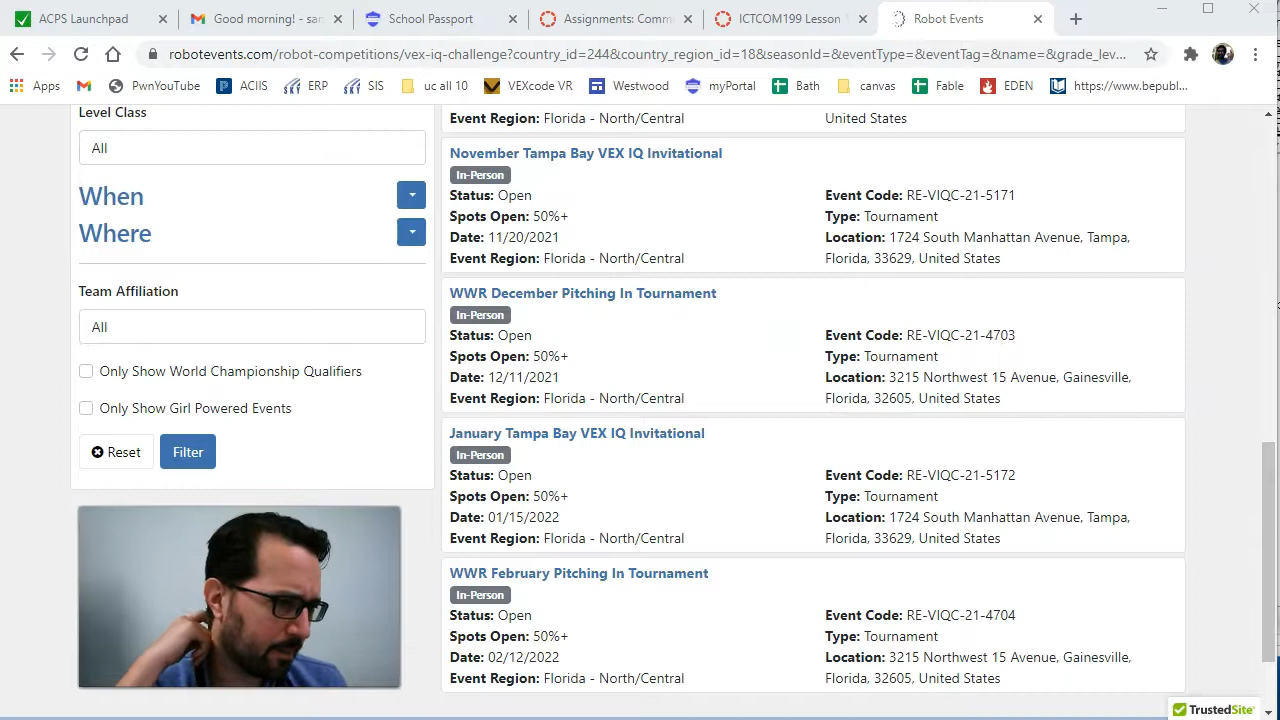 ACPS Launchpad
Good morning! - sar
School Passport
Assignments: Comm
ICTCOM199 Lesson
Robot Events
robotevents.com/robot-competitions/vex-iq-challenge?country_id=244&country_region_id=18&seasonId=&eventType=&eventTag=&name=&grade_lev...
Apps
PwnYouTube
ACIIS
ERP
SIS
uc all 10
VEXcode VR
Westwood
myPortal
Bath
canvas
Fable
EDEN
https://www.bepubl...
Level Class
All
When
Where
Team Affiliation
All
Only Show World Championship Qualifiers
Only Show Girl Powered Events
Reset
Filter
Event Region: Florida - North/Central
United States
November Tampa Bay VEX IQ Invitational
In-Person
Status: Open
Event Code: RE-VIQC-21-5171
Spots Open: 50%+
Type: Tournament
Date: 11/20/2021
Location: 1724 South Manhattan Avenue, Tampa,
Event Region: Florida - North/Central
Florida, 33629, United States
WWR December Pitching In Tournament
In-Person
Status: Open
Event Code: RE-VIQC-21-4703
Spots Open: 50%+
Type: Tournament
Date: 12/11/2021
Location: 3215 Northwest 15 Avenue, Gainesville,
Event Region: Florida - North/Central
Florida, 32605, United States
January Tampa Bay VEX IQ Invitational
In-Person
Status: Open
Event Code: RE-VIQC-21-5172
Spots Open: 50%+
Type: Tournament
Date: 01/15/2022
Location: 1724 South Manhattan Avenue, Tampa,
Event Region: Florida - North/Central
Florida, 33629, United States
WWR February Pitching In Tournament
In-Person
Status: Open
Event Code: RE-VIQC-21-4704
Spots Open: 50%+
Type: Tournament
Date: 02/12/2022
Location: 3215 Northwest 15 Avenue, Gainesville,
Event Region: Florida - North/Central
Florida, 32605, United States
TrustedSite